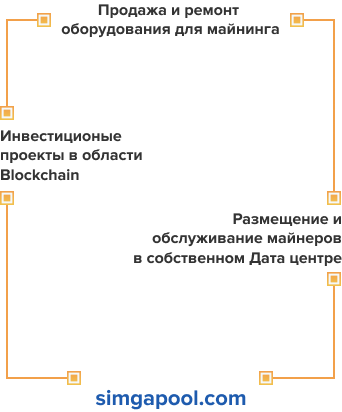 Продажа и ремонт
оборудования для майнинга
Инвестиционые
проекты в области
Blockchain
Размещение и
обслуживание майнеров
в собственном Дата центре
simgapool.com